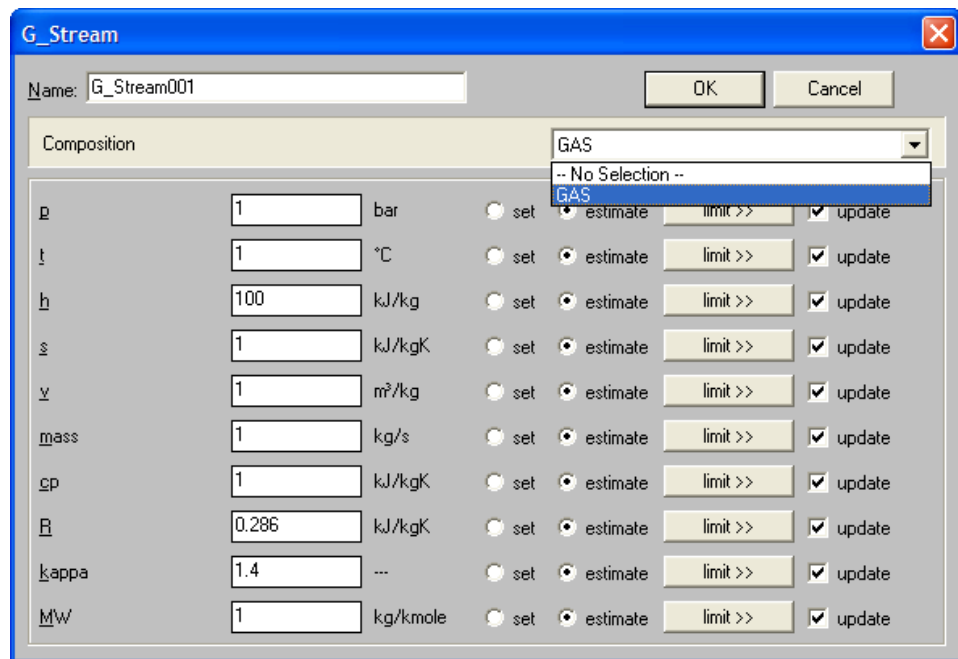 G_Stream
Name: G_Stream001 OK Cancel
Composition GAS
-- No Selection --
GAS
p 1 bar set estimate limit >> update
t 1 °C set estimate limit >> update
h 100 kJ/kg set estimate limit >> update
s 1 kJ/kgK set estimate limit >> update
v 1 m³/kg set estimate limit >> update
mass 1 kg/s set estimate limit >> update
cp 1 kJ/kgK set estimate limit >> update
R 0.286 kJ/kgK set estimate limit >> update
kappa 1.4 --- set estimate limit >> update
MW 1 kg/kmole set estimate limit >> update